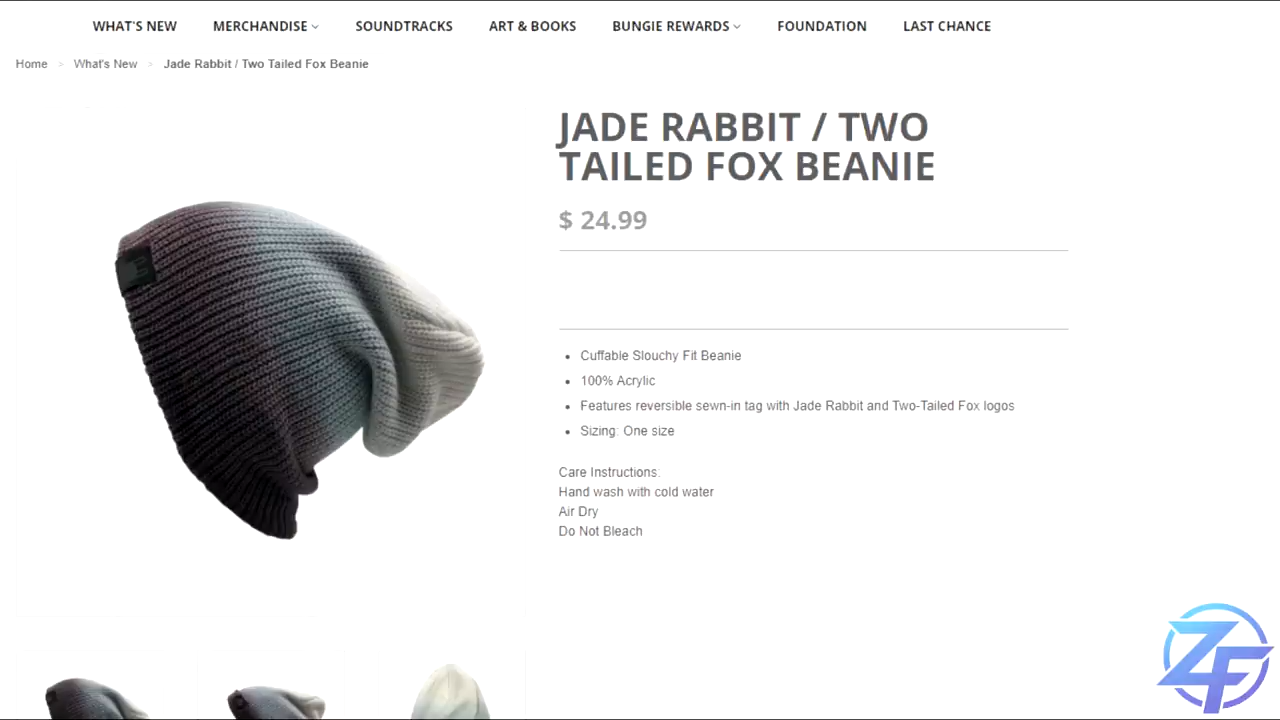 WHAT'S NEW MERCHANDISE SOUNDTRACKS ART & BOOKS BUNGIE REWARDS FOUNDATION LAST CHANCE
Home > What's New > Jade Rabbit / Two Tailed Fox Beanie
JADE RABBIT / TWO
TAILED FOX BEANIE
$ 24.99
• Cuffable Slouchy Fit Beanie
• 100% Acrylic
• Features reversible sewn-in tag with Jade Rabbit and Two-Tailed Fox logos
• Sizing: One size
Care Instructions:
Hand wash with cold water
Air Dry
Do Not Bleach
ZF